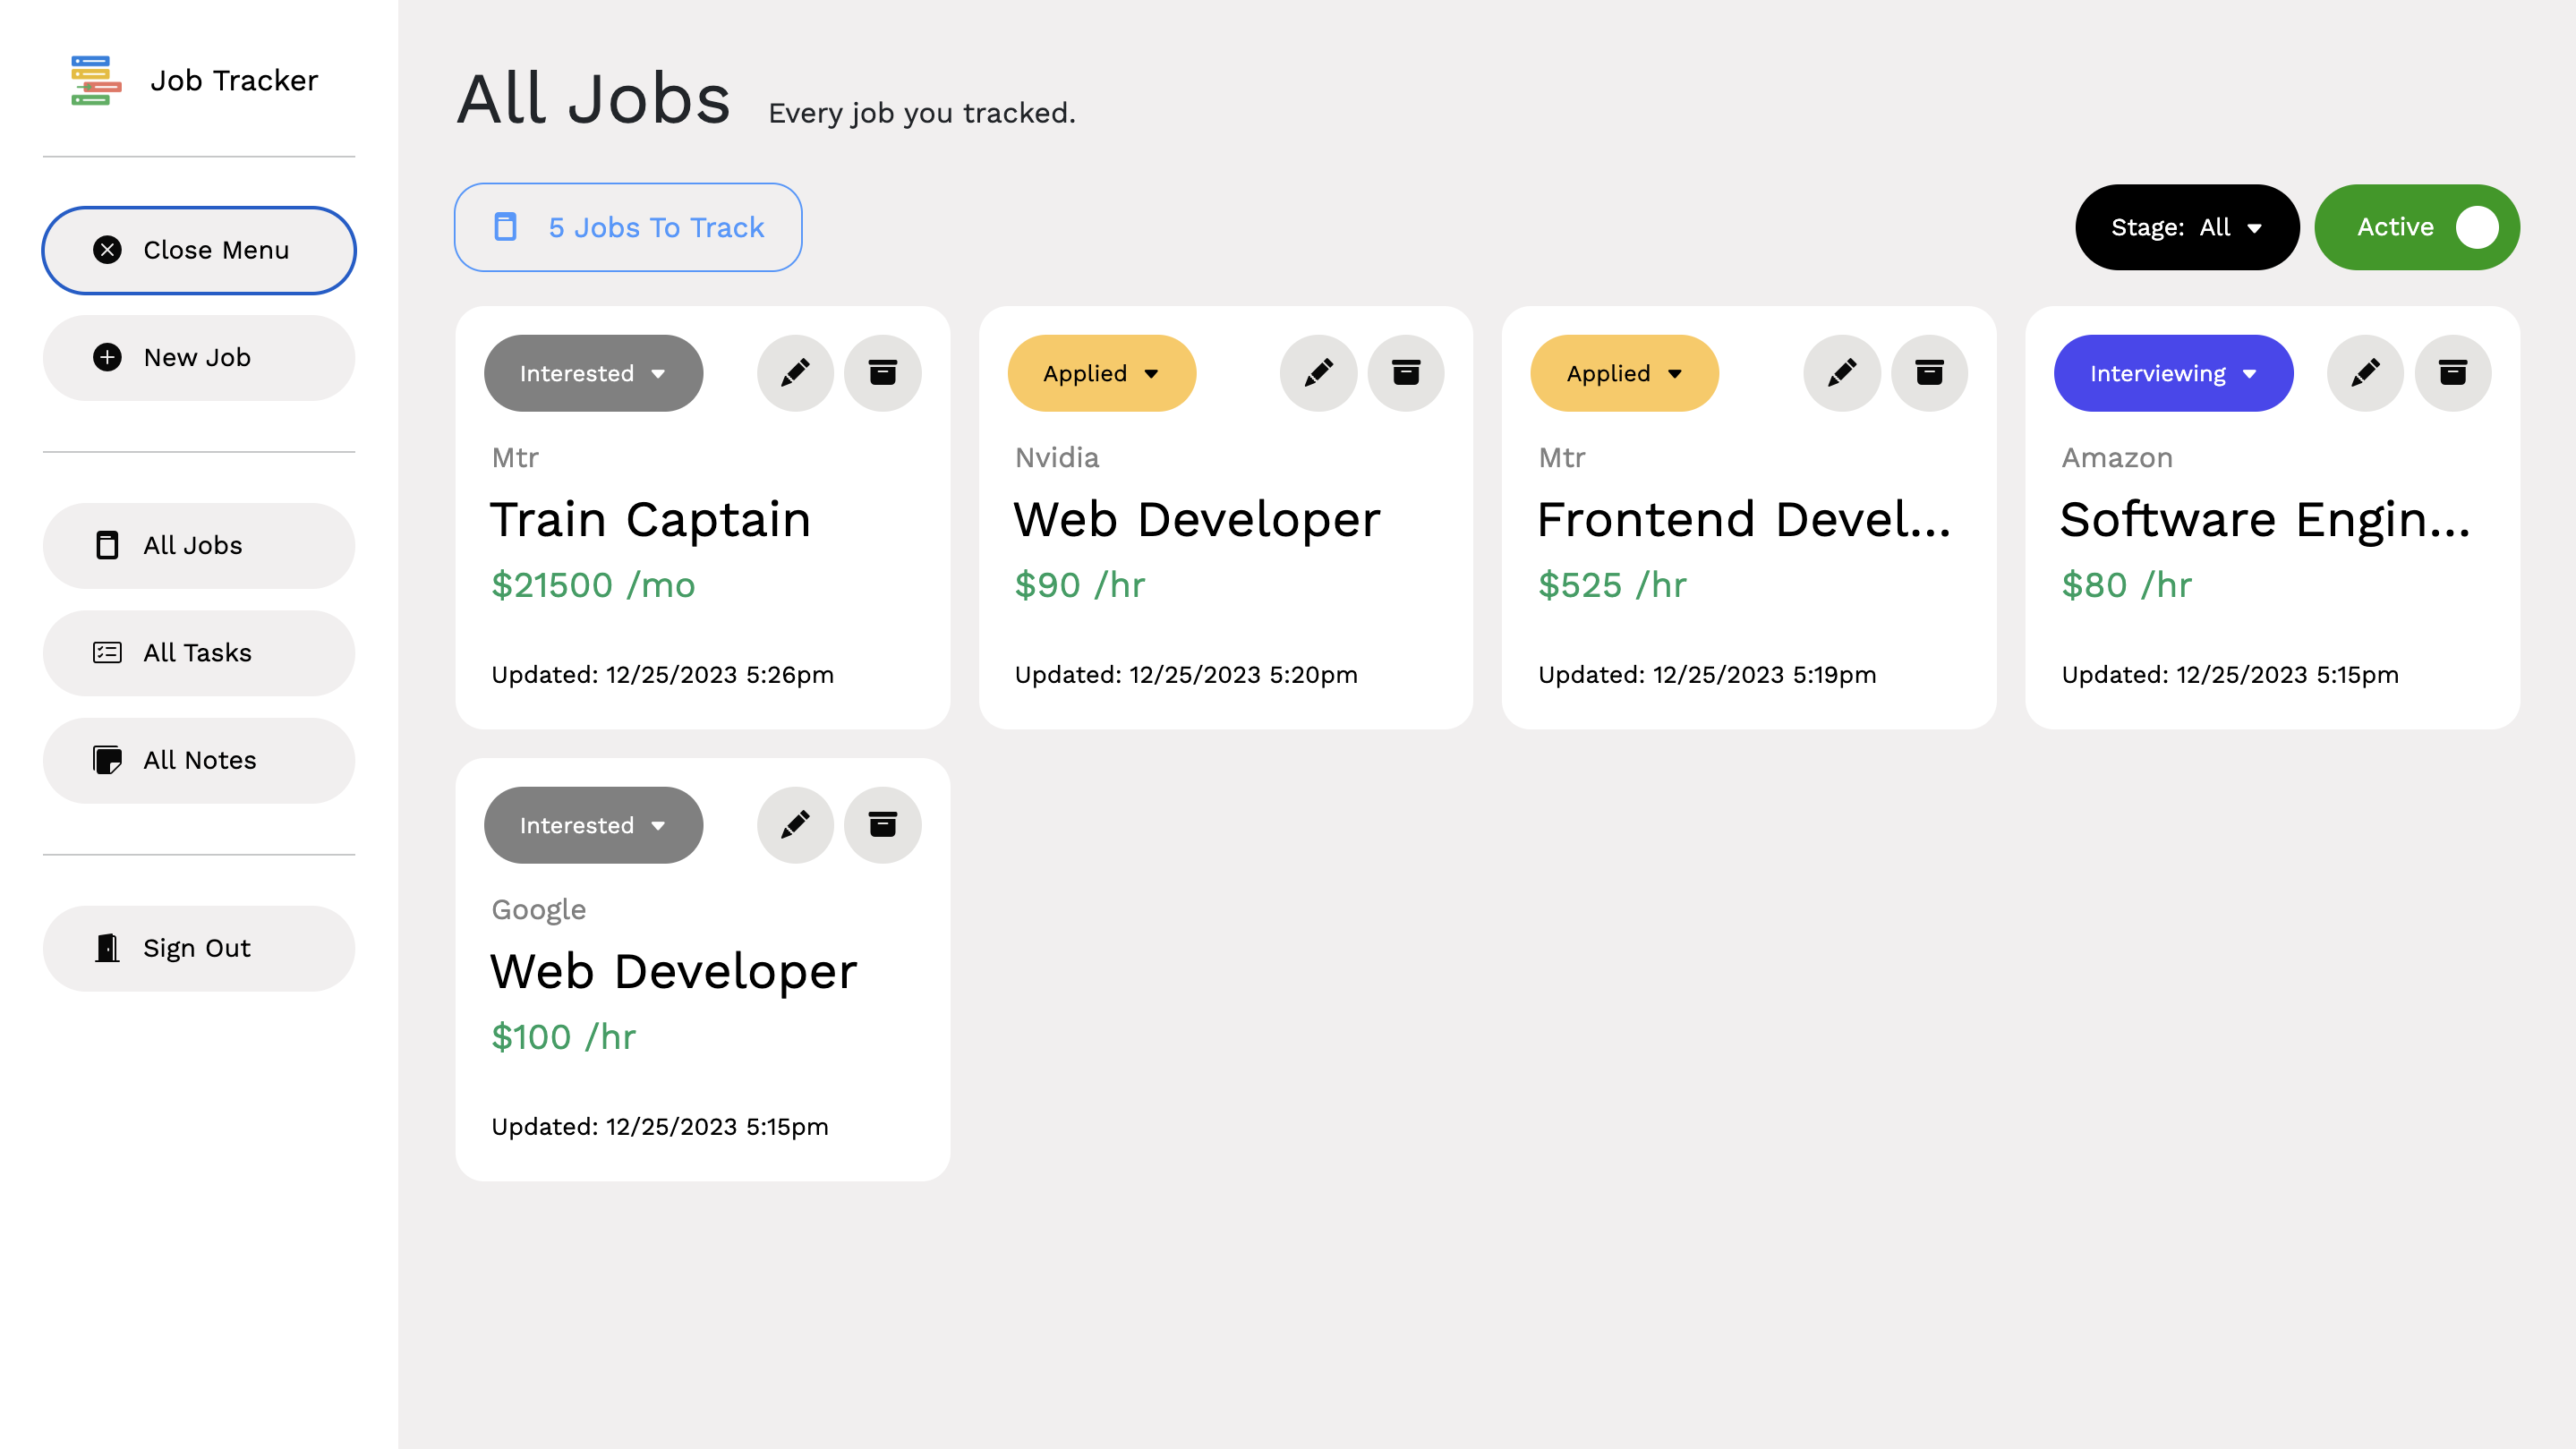 Job Tracker
Close Menu
New Job
All Jobs
All Tasks
All Notes
Sign Out
All Jobs Every job you tracked.
5 Jobs To Track
Stage: All
Active
Interested
Mtr
Train Captain
$21500 /mo
Updated: 12/25/2023 5:26pm
Applied
Nvidia
Web Developer
$90 /hr
Updated: 12/25/2023 5:20pm
Applied
Mtr
Frontend Devel...
$525 /hr
Updated: 12/25/2023 5:19pm
Interviewing
Amazon
Software Engin...
$80 /hr
Updated: 12/25/2023 5:15pm
Interested
Google
Web Developer
$100 /hr
Updated: 12/25/2023 5:15pm